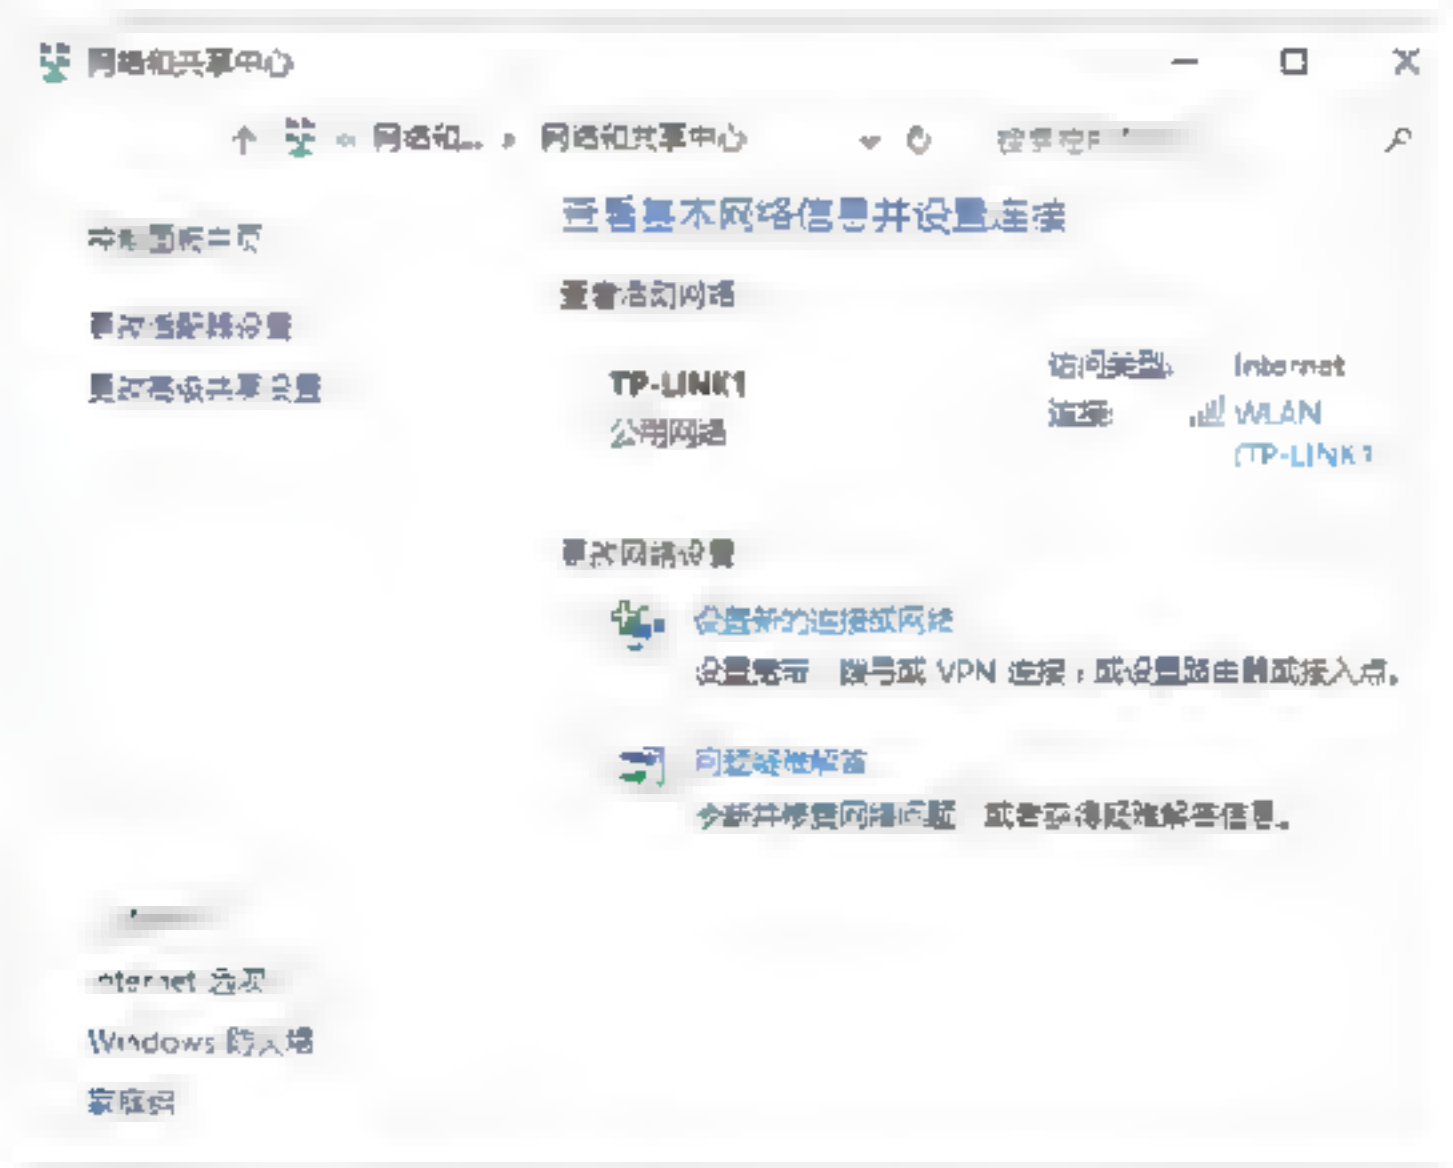 网络和共享中心
网络和... 网络和共享中心
查看基本网络信息并设置连接
控制面板主页
查看活动网络
更改适配器设置
更改高级共享设置
TP-LINK1
公用网络
访问类型: Internet
连接: WLAN
(TP-LINK1
更改网络设置
设置新的连接或网络
设置宽带、拨号或 VPN 连接；或设置路由器或接入点。
问题疑难解答
诊断并修复网络问题，或者获得疑难解答信息。
Internet 选项
Windows 防火墙
家庭组